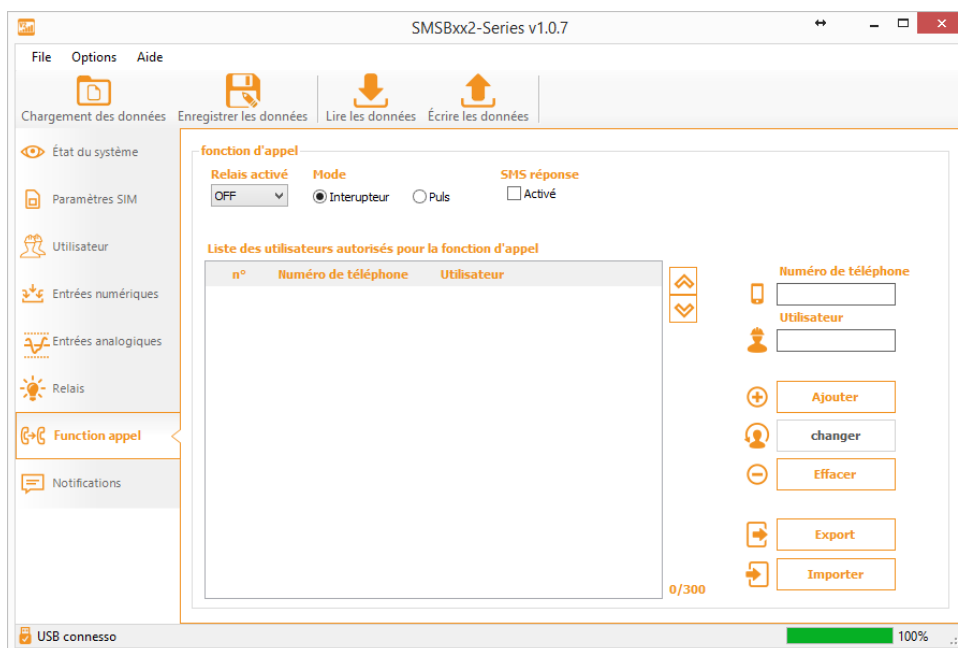 SMSBxx2-Series v1.0.7
File Options Aide
Chargement des données Enregistrer les données Lire les données Écrire les données
État du système
Paramètres SIM
Utilisateur
Entrées numériques
Entrées analogiques
Relais
Function appel
Notifications
fonction d'appel
Relais activé Mode SMS réponse
OFF Interupteur Puls Activé
Liste des utilisateurs autorisés pour la fonction d'appel
n° Numéro de téléphone Utilisateur
0/300
Numéro de téléphone
Utilisateur
Ajouter
changer
Effacer
Export
Importer
USB connesso 100%